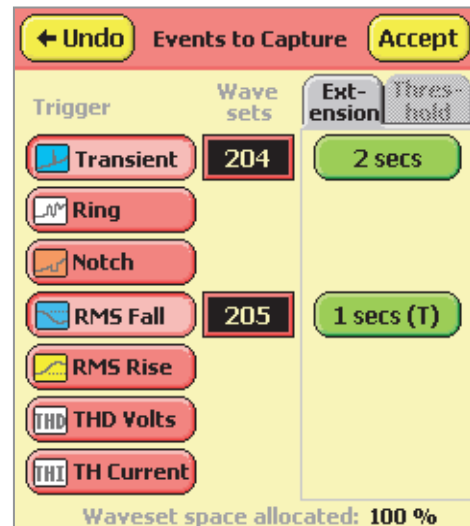 Undo Events to Capture Accept
Trigger Wave sets Ext-ension Thres-hold
Transient 204 2 secs
Ring
Notch
RMS Fall 205 1 secs (T)
RMS Rise
THD THD Volts
THI TH Current
Waveset space allocated: 100 %